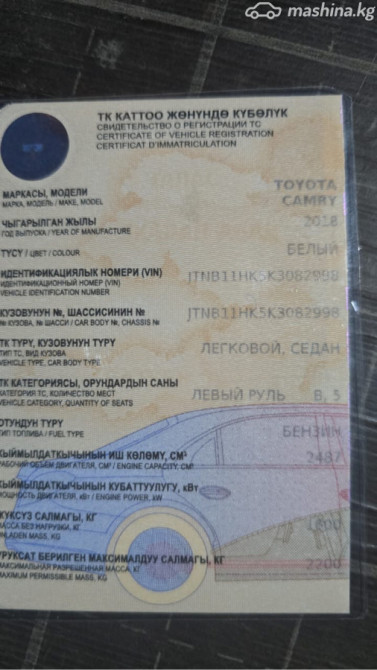 mashina.kg
ТК КАТТОО ЖӨНҮНДӨ КҮБӨЛҮК
СВИДЕТЕЛЬСТВО О РЕГИСТРАЦИИ ТС
CERTIFICATE OF VEHICLE REGISTRATION
CERTIFICAT D'IMMATRICULATION
МАРКАСЫ, МОДЕЛИ TOYOTA
МАРКА, МОДЕЛЬ / MAKE, MODEL CAMRY
ЧЫГАРЫЛГАН ЖЫЛЫ 2018
ГОД ВЫПУСКА / YEAR OF MANUFACTURE
ТҮСҮ / ЦВЕТ / COLOUR БЕЛЫЙ
ИДЕНТИФИКАЦИЯЛЫК НОМЕРИ (VIN) JTNB11HK5K3082998
ИДЕНТИФИКАЦИОННЫЙ НОМЕР (VIN)
VEHICLE IDENTIFICATION NUMBER
КУЗОВУНУН №, ШАССИСИНИН № JTNB11HK5K3082998
№ КУЗОВА, № ШАССИ / CAR BODY №, CHASSIS №
ТК ТҮРҮ, КУЗОВУНУН ТҮРҮ ЛЕГКОВОЙ, СЕДАН
ТИП ТС, ВИД КУЗОВА
VEHICLE TYPE, CAR BODY TYPE
ТК КАТЕГОРИЯСЫ, ОРУНДАРДЫН САНЫ
КАТЕГОРИЯ ТС, КОЛИЧЕСТВО МЕСТ ЛЕВЫЙ РУЛЬ B, 5
VEHICLE CATEGORY, QUANTITY OF SEATS
ОТУНДУН ТҮРҮ БЕНЗИН
ТИП ТОПЛИВА / FUEL TYPE
КЫЙМЫЛДАТКЫЧЫНЫН ИШ КӨЛӨМҮ, СМ³ 2487
РАБОЧИЙ ОБЪЕМ ДВИГАТЕЛЯ, СМ³ / ENGINE CAPACITY, CM³
КЫЙМЫЛДАТКЫЧЫНЫН КУБАТТУУЛУГУ, кВт
МОЩНОСТЬ ДВИГАТЕЛЯ, кВт / ENGINE POWER, KW
ЖҮКСҮЗ САЛМАГЫ, КГ
МАССА БЕЗ НАГРУЗКИ, КГ 1600
UNLADEN MASS, KG
УРУКСАТ БЕРИЛГЕН МАКСИМАЛДУУ САЛМАГЫ, КГ
МАКСИМАЛЬНАЯ РАЗРЕШЕННАЯ МАССА, КГ 2200
MAXIMUM PERMISSIBLE MASS, KG